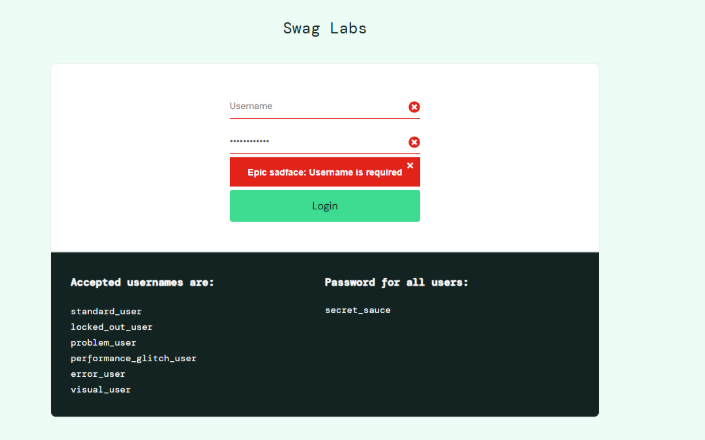 Swag Labs
Username
••••••••••••
Epic sadface: Username is required
Login
Accepted usernames are:
standard_user
locked_out_user
problem_user
performance_glitch_user
error_user
visual_user
Password for all users:
secret_sauce